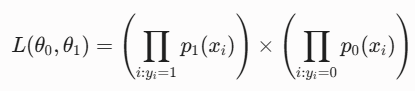 L(θ₀, θ₁) = ( ∏_{i:yᵢ=1} p₁(xᵢ) ) × ( ∏_{i:yᵢ=0} p₀(xᵢ) )